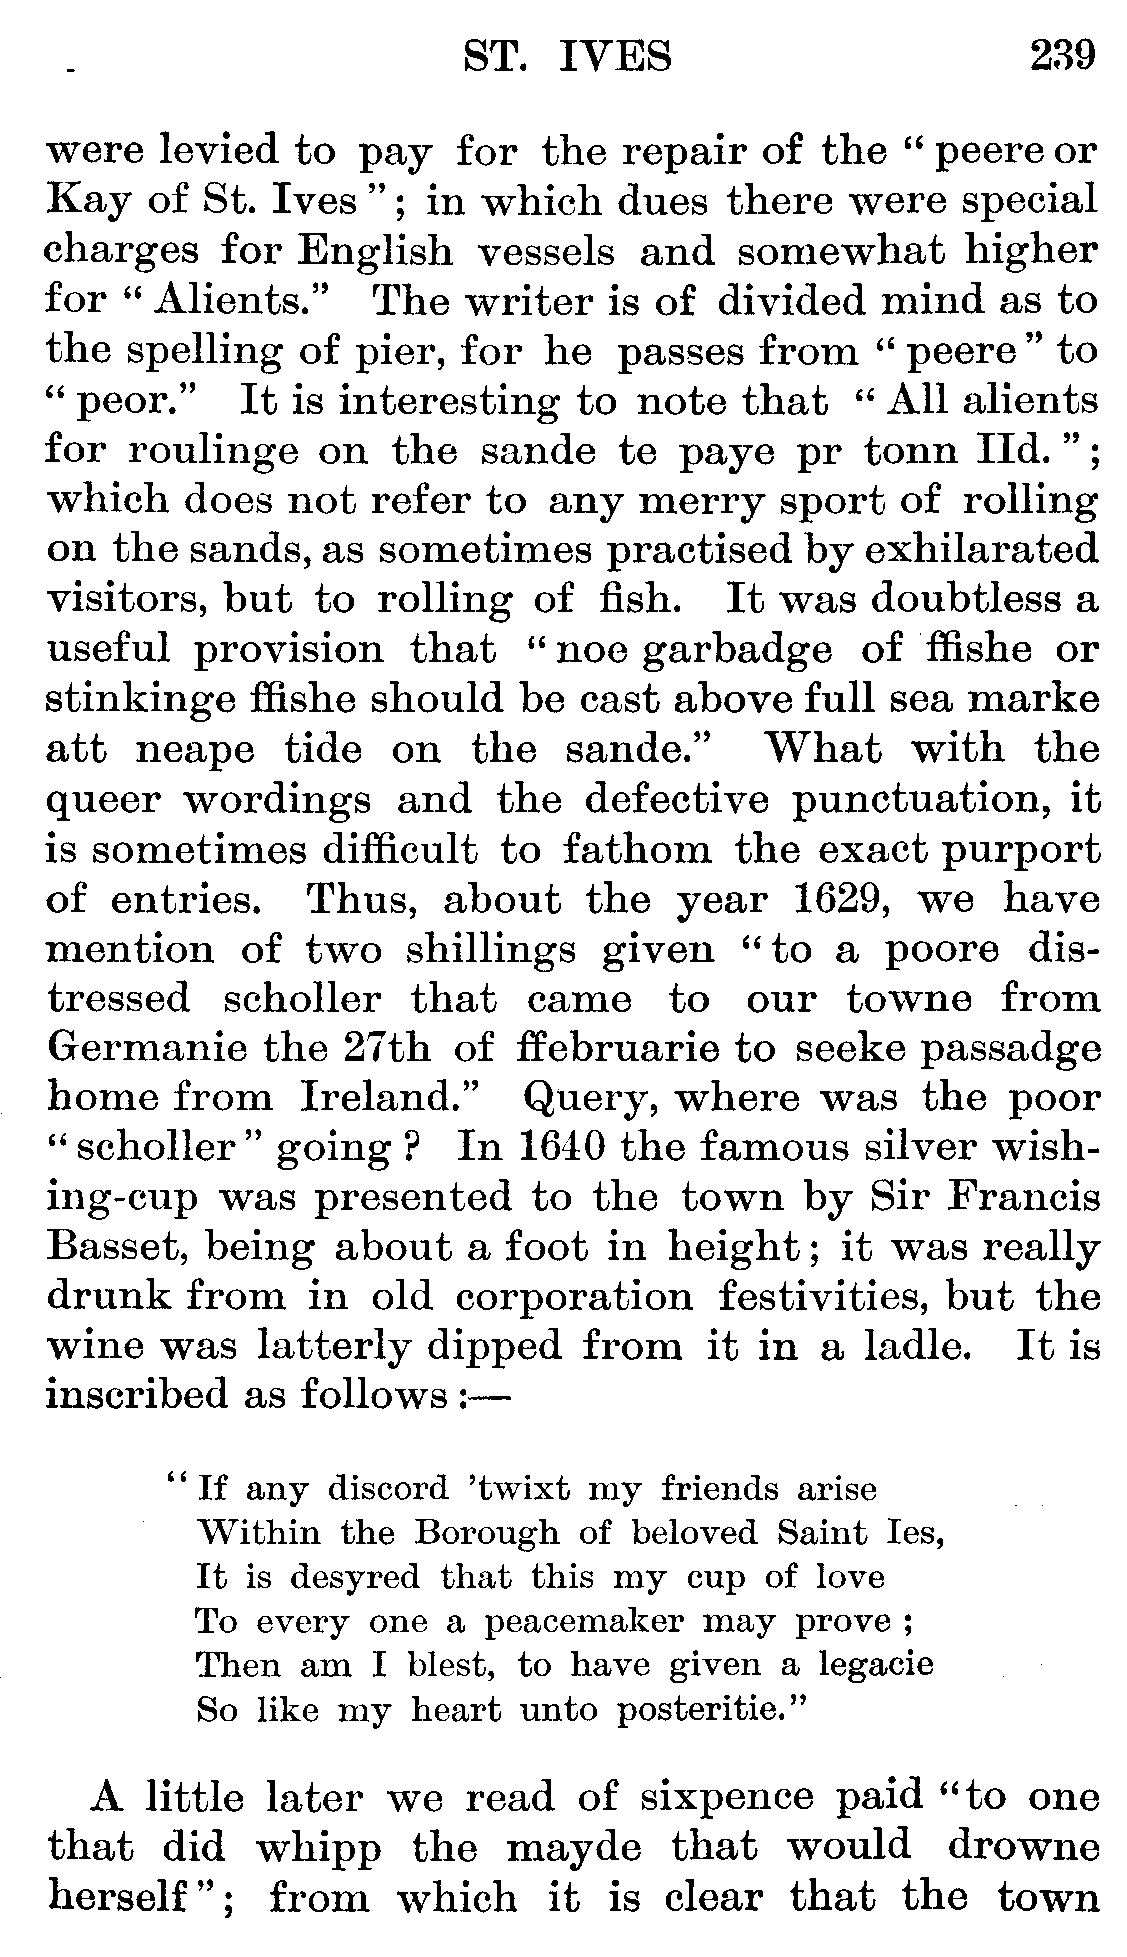 ST. IVES 239
were levied to pay for the repair of the “ peere or
Kay of St. Ives ” ; in which dues there were special
charges for English vessels and somewhat higher
for “ Alients.” The writer is of divided mind as to
the spelling of pier, for he passes from “ peere ” to
“ peor.” It is interesting to note that “ All alients
for roulinge on the sande te paye pr tonn IId. ” ;
which does not refer to any merry sport of rolling
on the sands, as sometimes practised by exhilarated
visitors, but to rolling of fish. It was doubtless a
useful provision that “ noe garbadge of ffishe or
stinkinge ffishe should be cast above full sea marke
att neape tide on the sande.” What with the
queer wordings and the defective punctuation, it
is sometimes difficult to fathom the exact purport
of entries. Thus, about the year 1629, we have
mention of two shillings given “ to a poore dis-
tressed scholler that came to our towne from
Germanie the 27th of ffebruarie to seeke passadge
home from Ireland.” Query, where was the poor
“ scholler ” going ? In 1640 the famous silver wish-
ing-cup was presented to the town by Sir Francis
Basset, being about a foot in height ; it was really
drunk from in old corporation festivities, but the
wine was latterly dipped from it in a ladle. It is
inscribed as follows :—
“ If any discord ’twixt my friends arise
Within the Borough of beloved Saint Ies,
It is desyred that this my cup of love
To every one a peacemaker may prove ;
Then am I blest, to have given a legacie
So like my heart unto posteritie.”
A little later we read of sixpence paid “ to one
that did whipp the mayde that would drowne
herself ” ; from which it is clear that the town